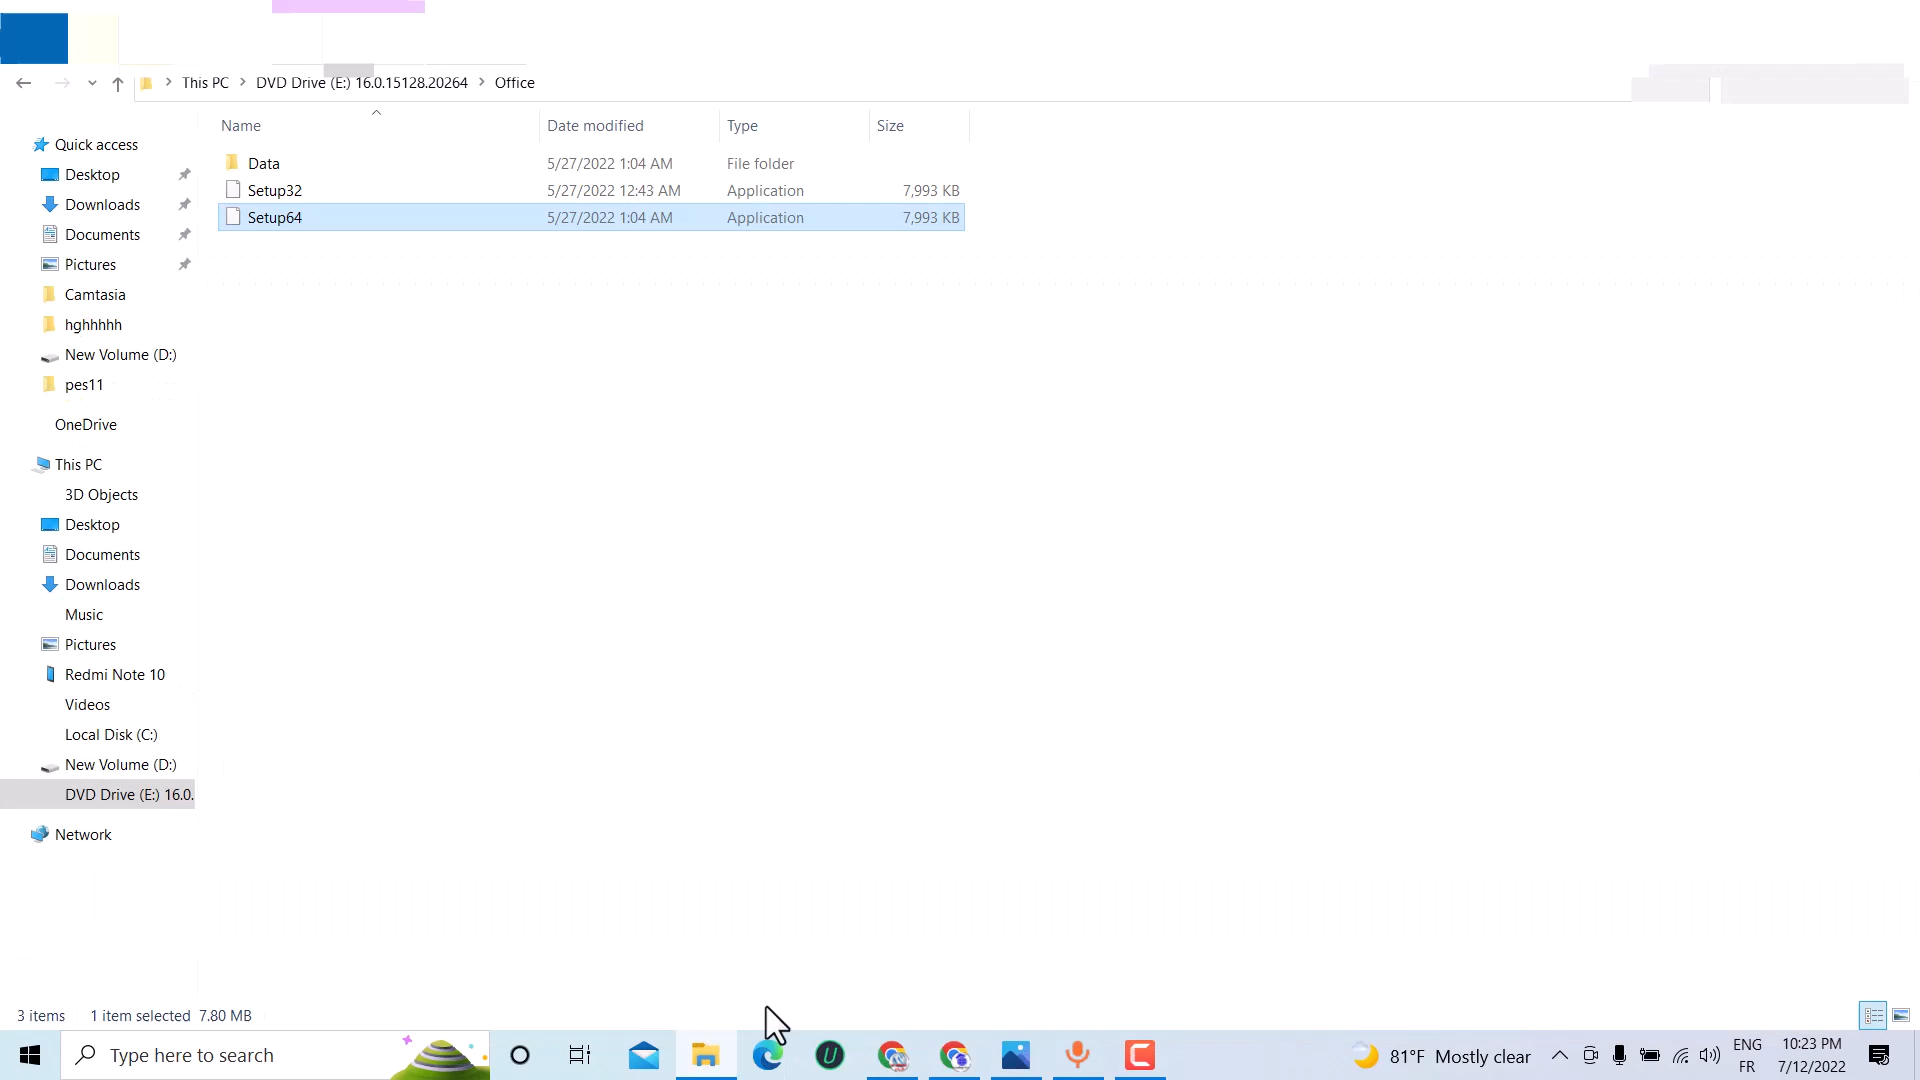 This PC > DVD Drive (E:) 16.0.15128.20264 > Office
Name Date modified Type Size
Data 5/27/2022 1:04 AM File folder
Setup32 5/27/2022 12:43 AM Application 7,993 KB
Setup64 5/27/2022 1:04 AM Application 7,993 KB
Quick access
Desktop
Downloads
Documents
Pictures
Camtasia
hghhhhh
New Volume (D:)
pes11
OneDrive
This PC
3D Objects
Desktop
Documents
Downloads
Music
Pictures
Redmi Note 10
Videos
Local Disk (C:)
New Volume (D:)
DVD Drive (E:) 16.0.
Network
3 items 1 item selected 7.80 MB
Type here to search
81°F Mostly clear
ENG
FR
10:23 PM
7/12/2022